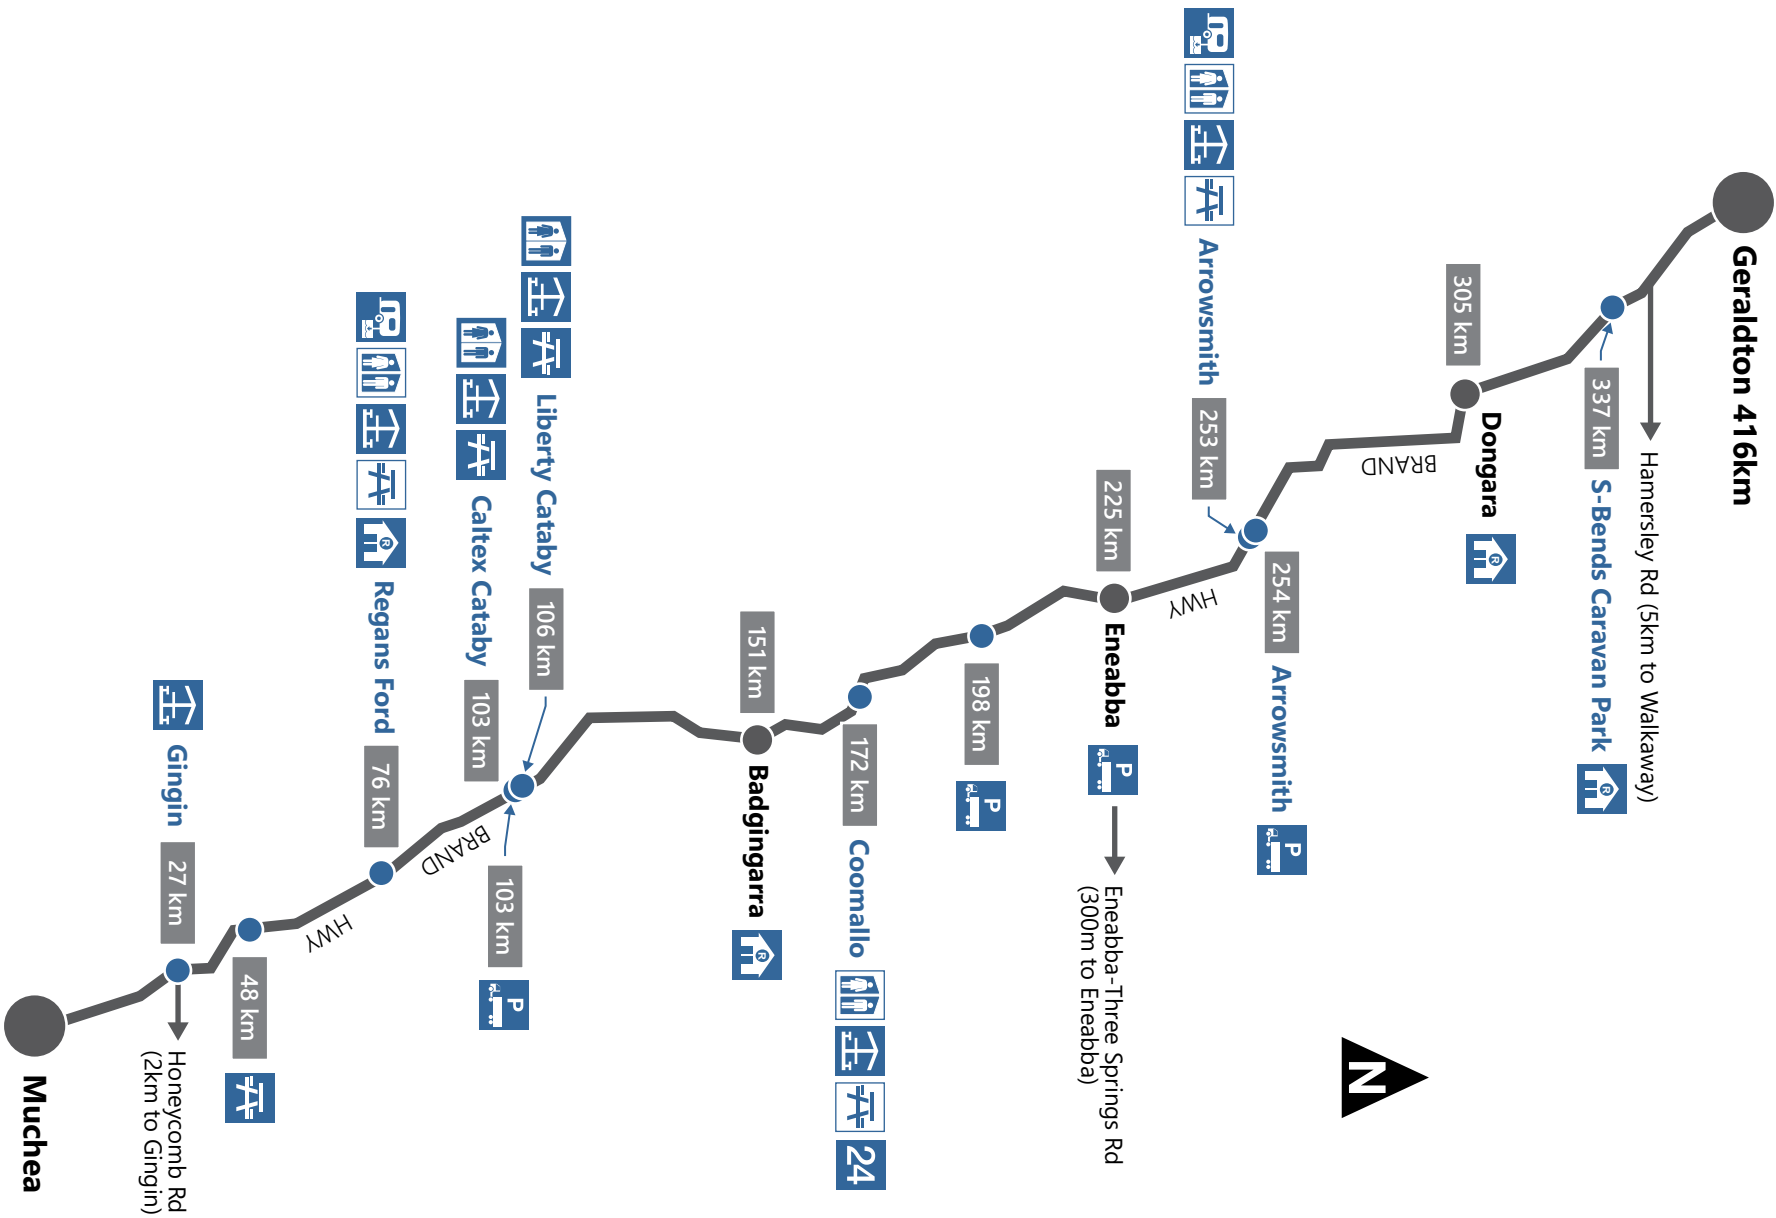 Geraldton 416km
Hamersley Rd (5km to Walkaway)
337 km S-Bends Caravan Park R
305 km
Dongara R
BRAND
254 km Arrowsmith P
Arrowsmith 253 km
HWY
225 km
Eneabba P
Eneabba-Three Springs Rd
(300m to Eneabba)
198 km P
172 km Coomallo 24
151 km
Badgingarra R
Liberty Cataby 106 km
103 km P
Caltex Cataby 103 km
BRAND
R Regans Ford 76 km
HWY
48 km
Gingin 27 km
Honeycomb Rd
(2km to Gingin)
Muchea
N